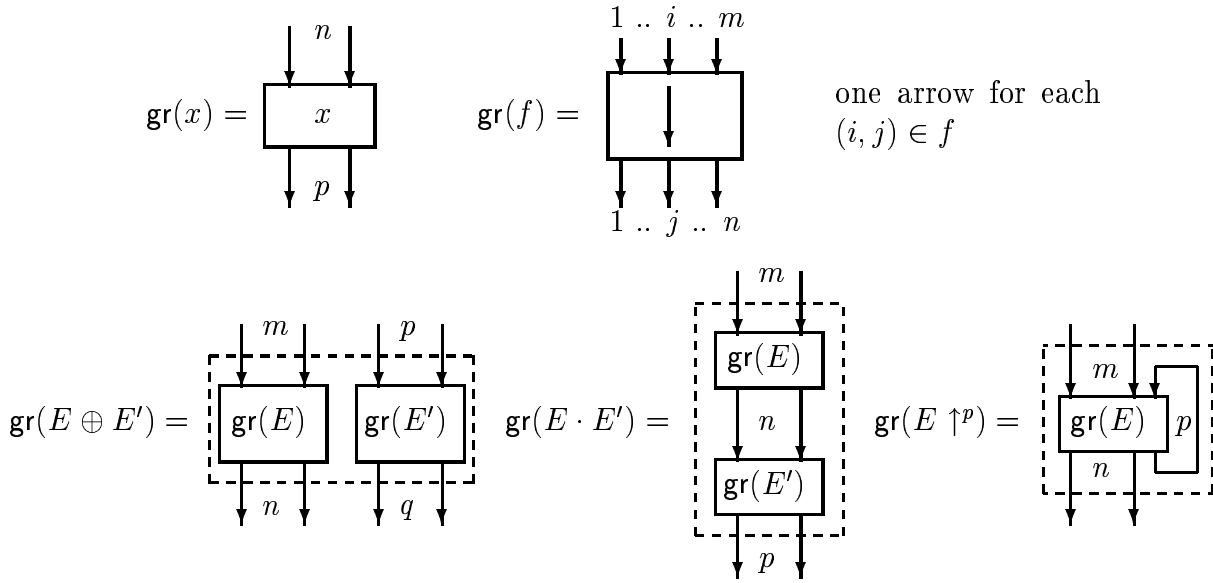 1 .. i .. m
n
gr(x) = x
gr(f) =
one arrow for each
(i, j) ∈ f
p
1 .. j .. n
m
m p
m
gr(E)
gr(E ⊕ E′) = gr(E) gr(E′)
gr(E · E′) = n
gr(E ↑ᵖ) = gr(E) p
n
gr(E′)
n q
p